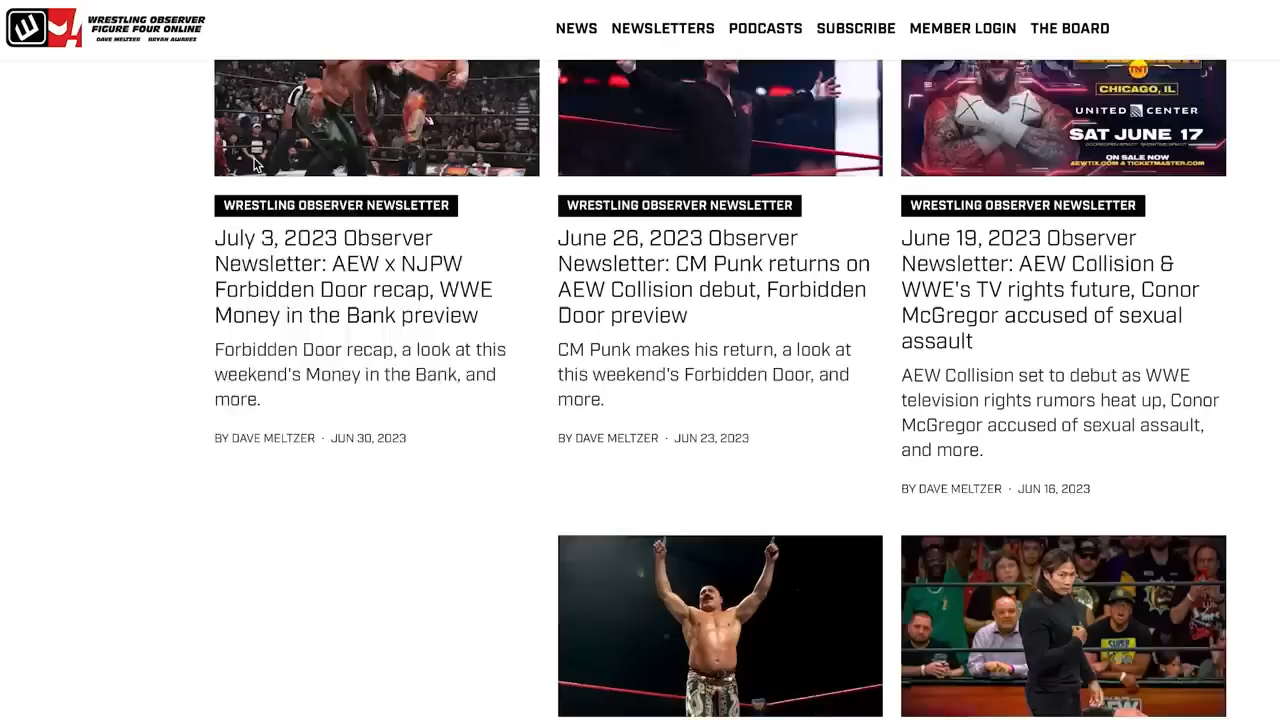 WRESTLING OBSERVER
FIGURE FOUR ONLINE
DAVE MELTZER BRYAN ALVAREZ
NEWS NEWSLETTERS PODCASTS SUBSCRIBE MEMBER LOGIN THE BOARD
TNT
CHICAGO, IL
UNITED CENTER
SAT JUNE 17
ON SALE NOW
AEWTIX.COM & TICKETMASTER.COM
WRESTLING OBSERVER NEWSLETTER
July 3, 2023 Observer
Newsletter: AEW x NJPW
Forbidden Door recap, WWE
Money in the Bank preview
Forbidden Door recap, a look at this
weekend's Money in the Bank, and
more.
BY DAVE MELTZER · JUN 30, 2023
WRESTLING OBSERVER NEWSLETTER
June 26, 2023 Observer
Newsletter: CM Punk returns on
AEW Collision debut, Forbidden
Door preview
CM Punk makes his return, a look at
this weekend's Forbidden Door, and
more.
BY DAVE MELTZER · JUN 23, 2023
WRESTLING OBSERVER NEWSLETTER
June 19, 2023 Observer
Newsletter: AEW Collision &
WWE's TV rights future, Conor
McGregor accused of sexual
assault
AEW Collision set to debut as WWE
television rights rumors heat up, Conor
McGregor accused of sexual assault,
and more.
BY DAVE MELTZER · JUN 16, 2023